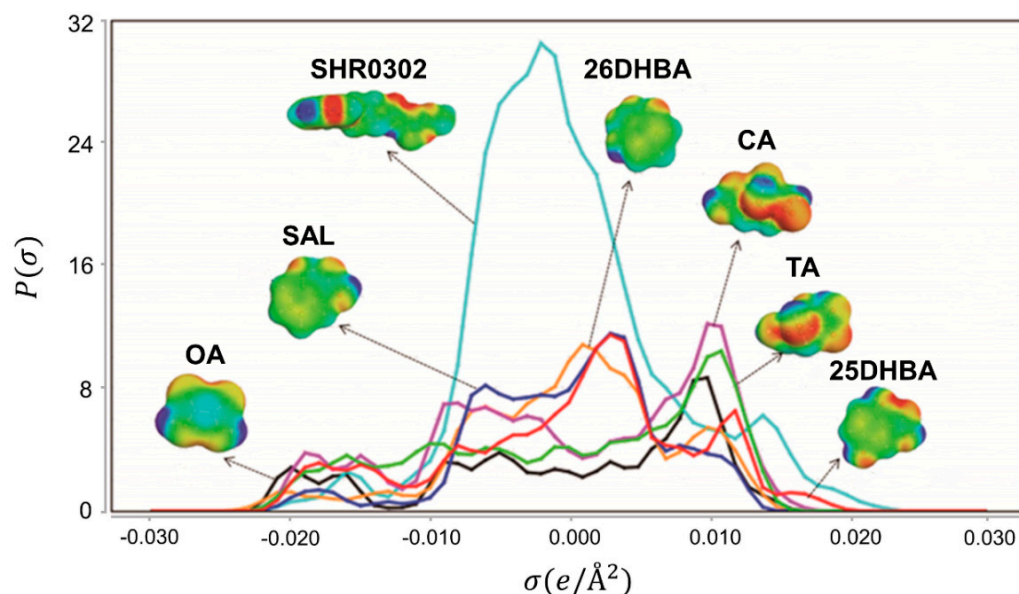 32
SHR0302
26DHBA
24
CA
P(σ)
SAL
16
TA
OA
25DHBA
8
0
-0.030
-0.020
-0.010
0.000
0.010
0.020
0.030
σ(e/Å²)